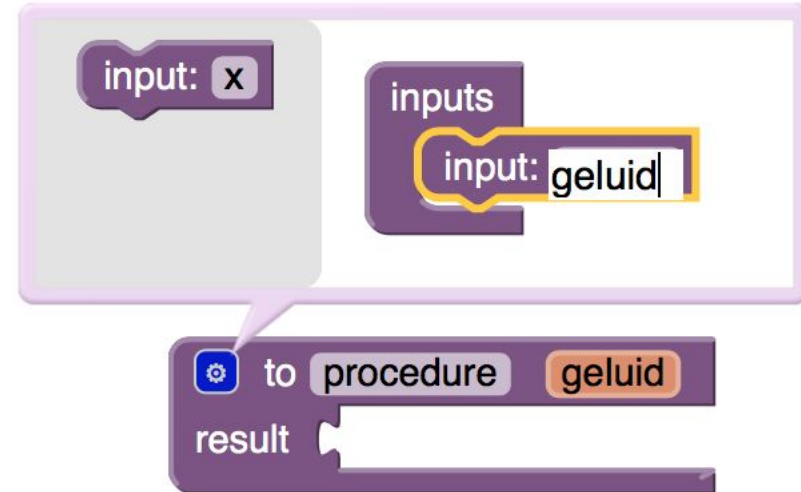 input: x
inputs
input: geluid
to procedure geluid
result